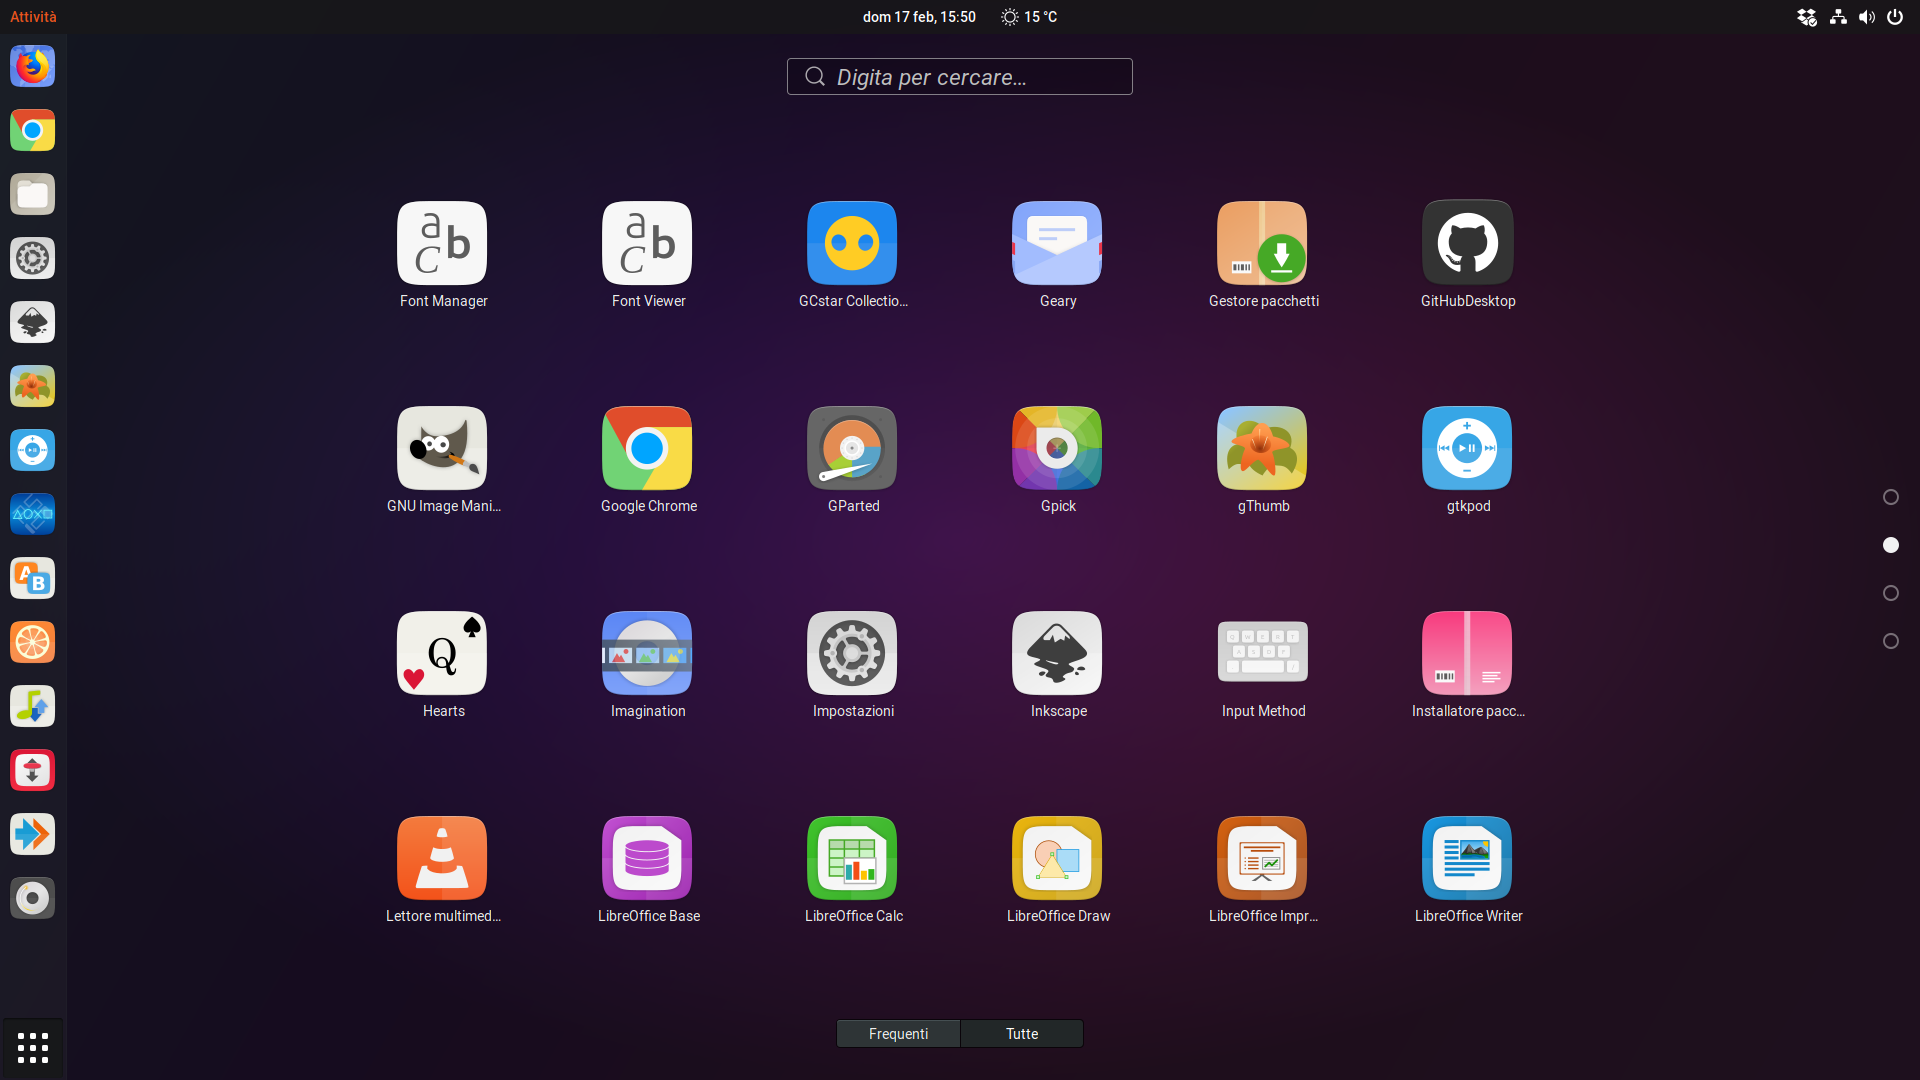 Attività
dom 17 feb, 15:50
15 °C
Digita per cercare...
a
b
c
a
b
c
Font Manager
Font Viewer
GCstar Collectio...
Geary
Gestore pacchetti
GitHubDesktop
GNU Image Mani...
Google Chrome
GParted
Gpick
gThumb
gtkpod
A
B
Q
Hearts
Imagination
Impostazioni
Inkscape
Input Method
Installatore pacc...
Lettore multimed...
LibreOffice Base
LibreOffice Calc
LibreOffice Draw
LibreOffice Impr...
LibreOffice Writer
Frequenti
Tutte